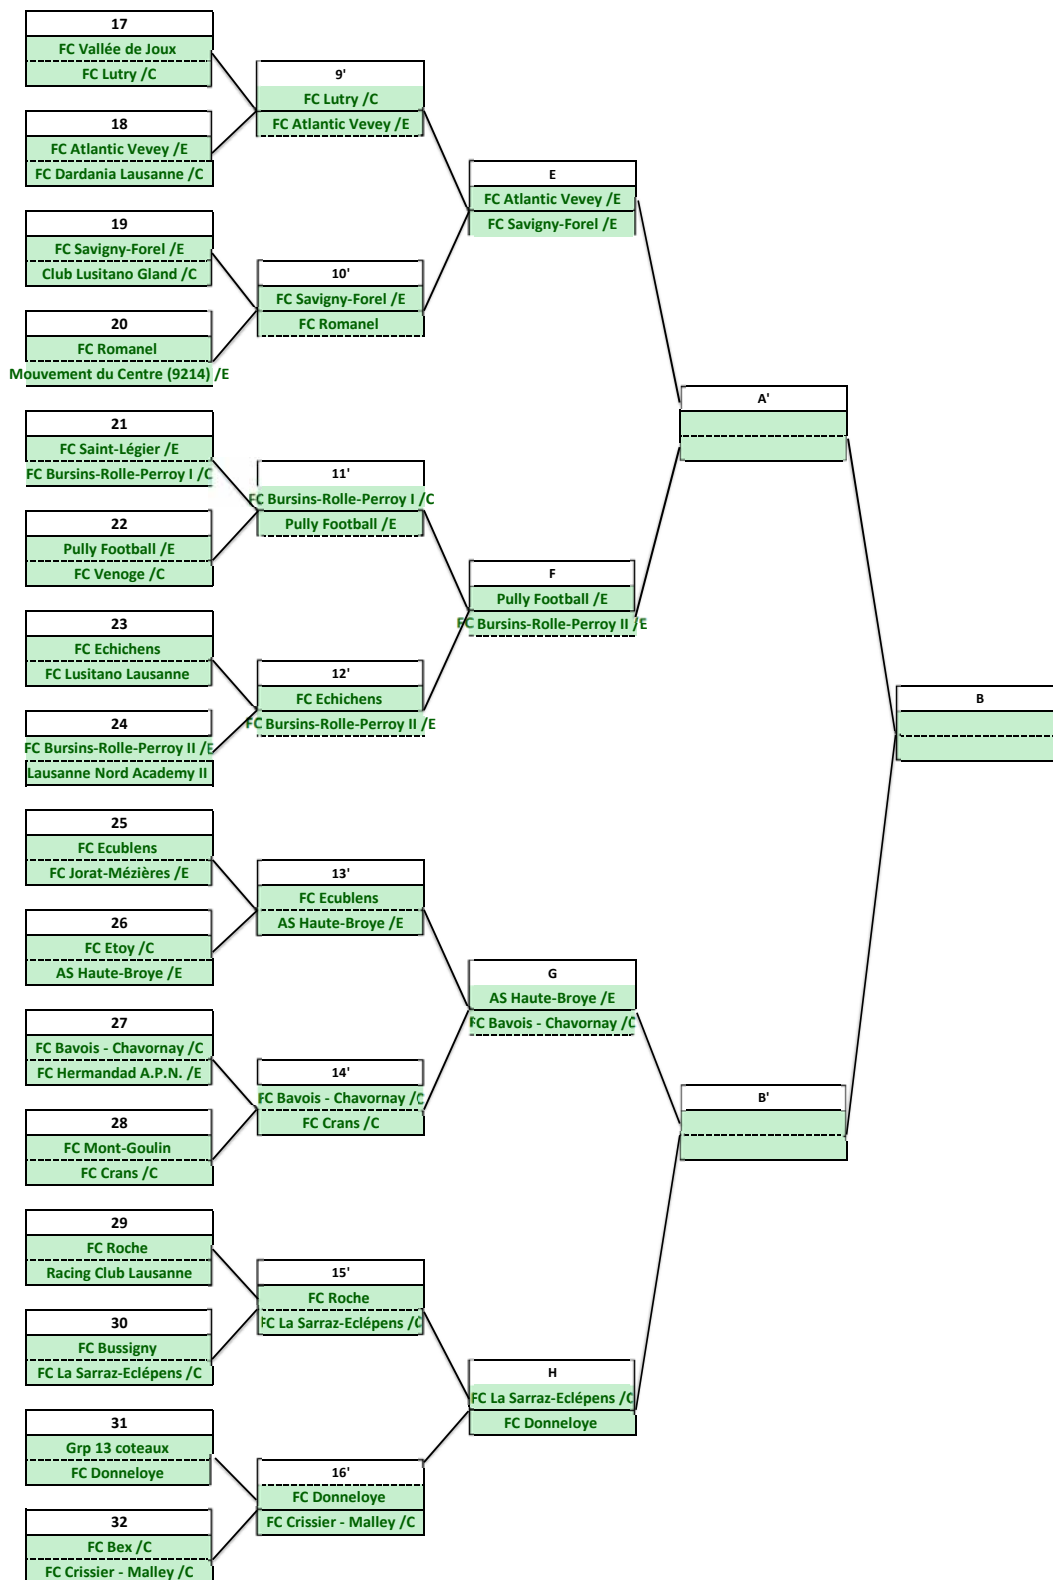 17
FC Vallée de Joux
FC Lutry /C
18
FC Atlantic Vevey /E
FC Dardania Lausanne /C
19
FC Savigny-Forel /E
Club Lusitano Gland /C
20
FC Romanel
Mouvement du Centre (9214) /E
21
FC Saint-Légier /E
FC Bursins-Rolle-Perroy I /C
22
Pully Football /E
FC Venoge /C
23
FC Echichens
FC Lusitano Lausanne
24
FC Bursins-Rolle-Perroy II /E
Lausanne Nord Academy II
25
FC Ecublens
FC Jorat-Mézières /E
26
FC Etoy /C
AS Haute-Broye /E
27
FC Bavois - Chavornay /C
FC Hermandad A.P.N. /E
28
FC Mont-Goulin
FC Crans /C
29
FC Roche
Racing Club Lausanne
30
FC Bussigny
FC La Sarraz-Eclépens /C
31
Grp 13 coteaux
FC Donneloye
32
FC Bex /C
FC Crissier - Malley /C
9'
FC Lutry /C
FC Atlantic Vevey /E
10'
FC Savigny-Forel /E
FC Romanel
11'
FC Bursins-Rolle-Perroy I /C
Pully Football /E
12'
FC Echichens
FC Bursins-Rolle-Perroy II /E
13'
FC Ecublens
AS Haute-Broye /E
14'
FC Bavois - Chavornay /C
FC Crans /C
15'
FC Roche
FC La Sarraz-Eclépens /C
16'
FC Donneloye
FC Crissier - Malley /C
E
FC Atlantic Vevey /E
FC Savigny-Forel /E
F
Pully Football /E
FC Bursins-Rolle-Perroy II /E
G
AS Haute-Broye /E
FC Bavois - Chavornay /C
H
FC La Sarraz-Eclépens /C
FC Donneloye
A'
B'
B